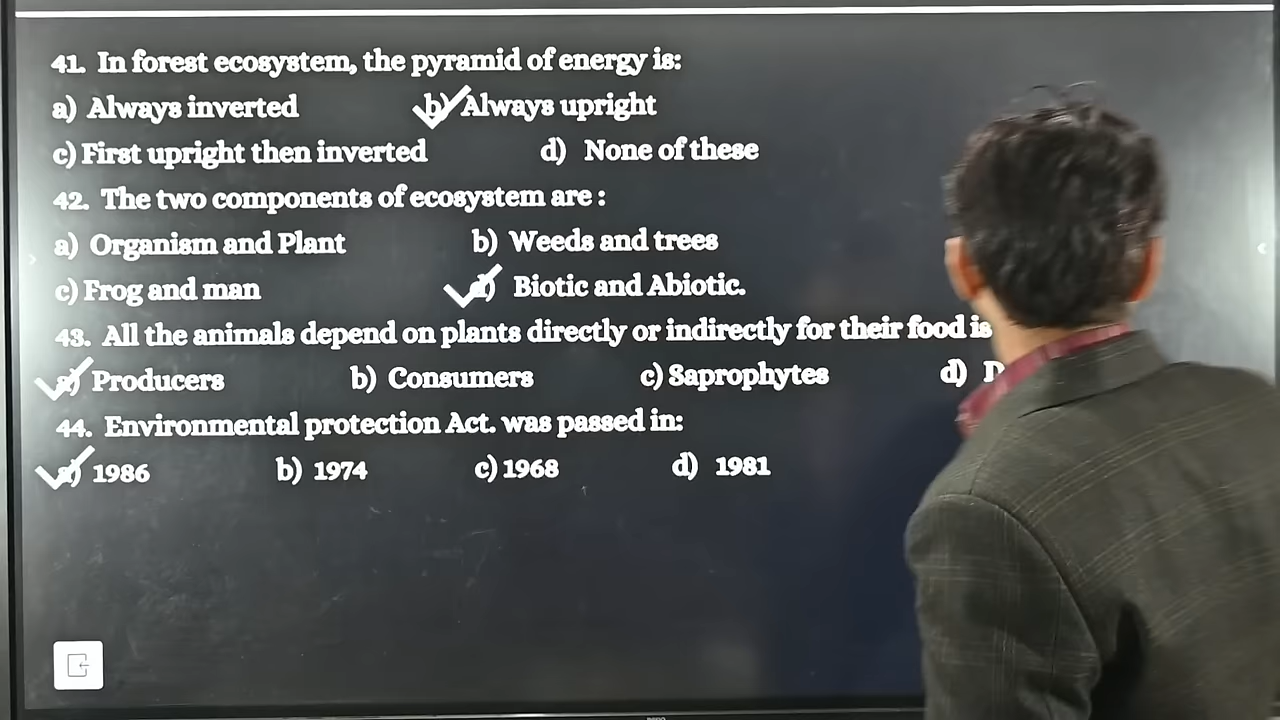 41. In forest ecosystem, the pyramid of energy is:
a) Always inverted b) Always upright
c) First upright then inverted d) None of these
42. The two components of ecosystem are :
a) Organism and Plant b) Weeds and trees
c) Frog and man d) Biotic and Abiotic.
43. All the animals depend on plants directly or indirectly for their food is
a) Producers b) Consumers c) Saprophytes d)
44. Environmental protection Act. was passed in:
a) 1986 b) 1974 c) 1968 d) 1981